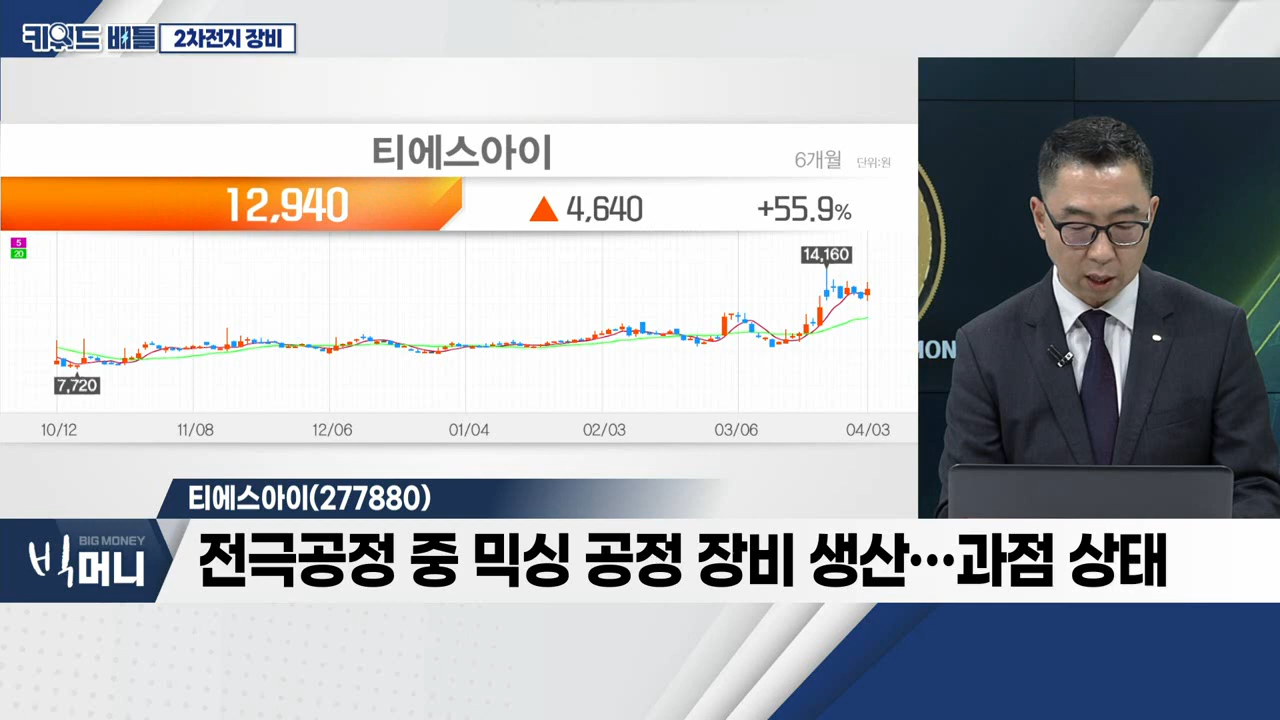 키워드 배틀 2차전지 장비
티에스아이
6개월 단위:원
12,940 ▲ 4,640 +55.9%
5
20
14,160
7,720
10/12 11/08 12/06 01/04 02/03 03/06 04/03
MON
티에스아이(277880)
BIG MONEY
빅머니
전극공정 중 믹싱 공정 장비 생산…과점 상태